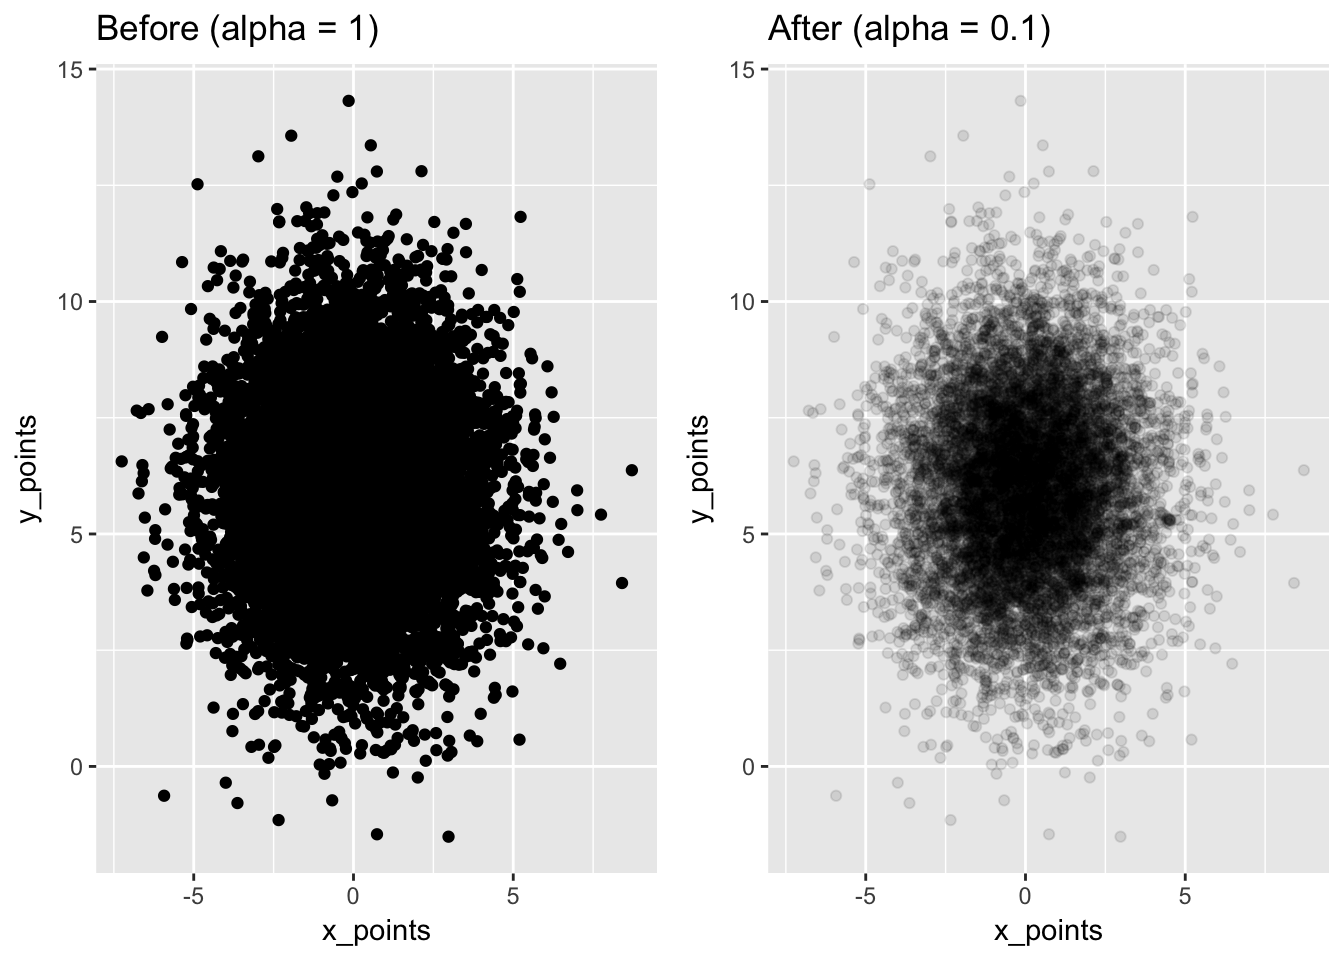 Before (alpha = 1)
15
10
5
0
y_points
-5
0
5
x_points
After (alpha = 0.1)
15
10
5
0
y_points
-5
0
5
x_points